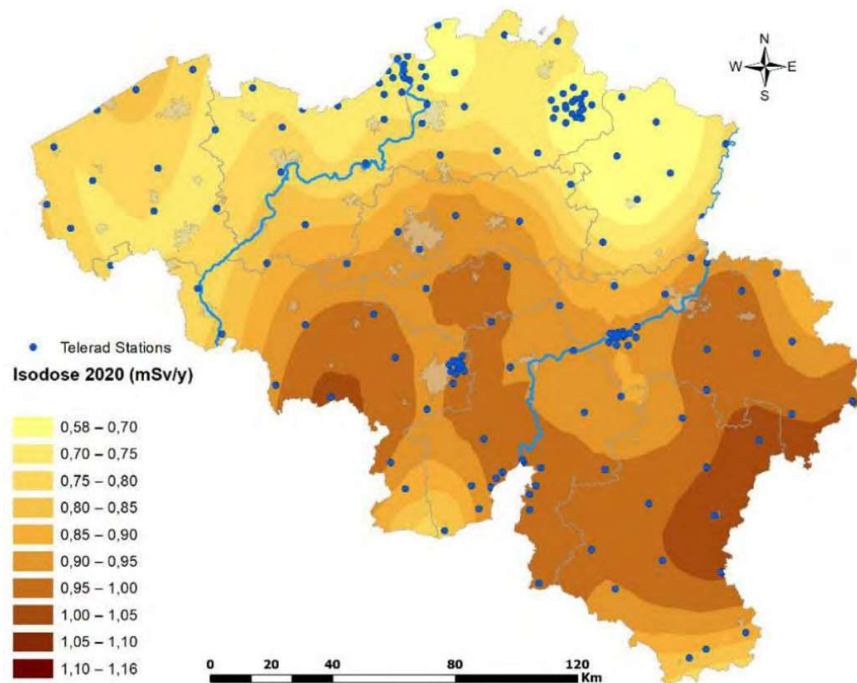 N
W E
S
Telerad Stations
Isodose 2020 (mSv/y)
0,58 – 0,70
0,70 – 0,75
0,75 – 0,80
0,80 – 0,85
0,85 – 0,90
0,90 – 0,95
0,95 – 1,00
1,00 – 1,05
1,05 – 1,10
1,10 – 1,16
0 20 40 80 120
Km